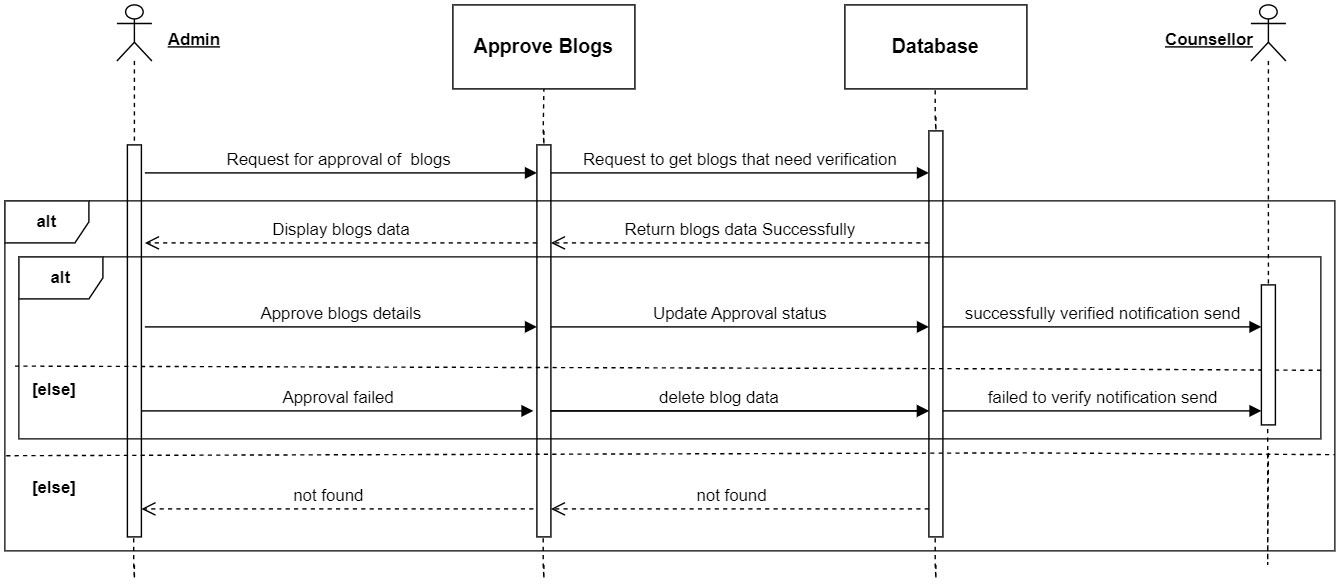 Admin
Approve Blogs
Database
Counsellor
Request for approval of  blogs
Request to get blogs that need verification
alt
Display blogs data
Return blogs data Successfully
alt
Approve blogs details
Update Approval status
successfully verified notification send
[else]
Approval failed
delete blog data
failed to verify notification send
[else]
not found
not found